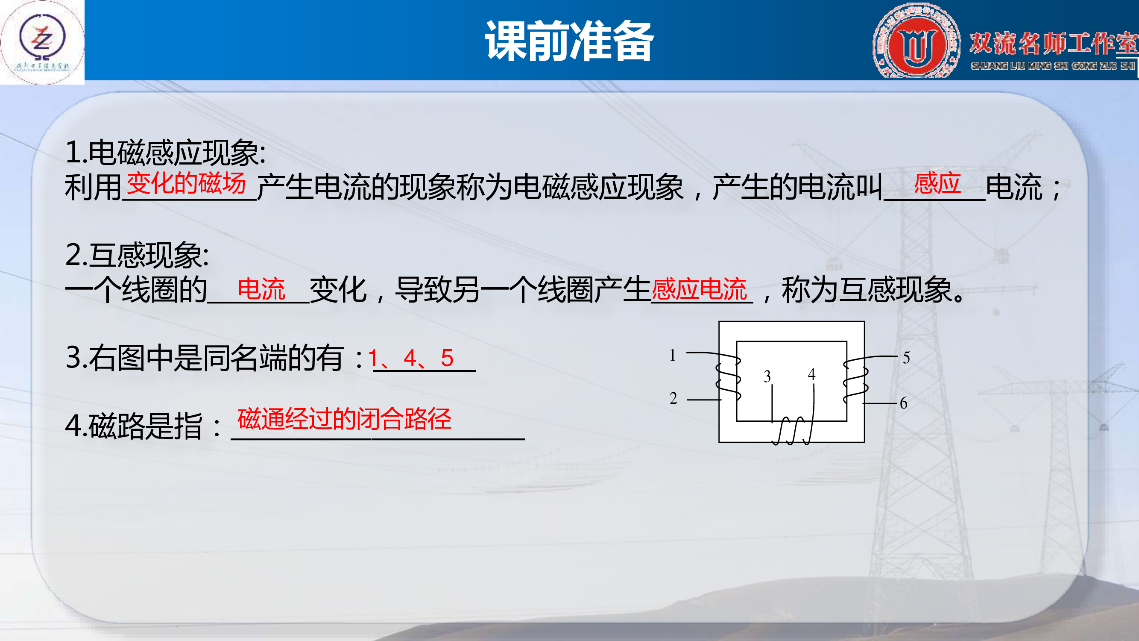 课前准备
双流名师工作室
SHUANG LIU MING SHI GONG ZUO SHI
1.电磁感应现象:
利用变化的磁场产生电流的现象称为电磁感应现象，产生的电流叫感应电流；
2.互感现象:
一个线圈的电流变化，导致另一个线圈产生感应电流，称为互感现象。
3.右图中是同名端的有：1、4、5
4.磁路是指：磁通经过的闭合路径
1
2
3
4
5
6